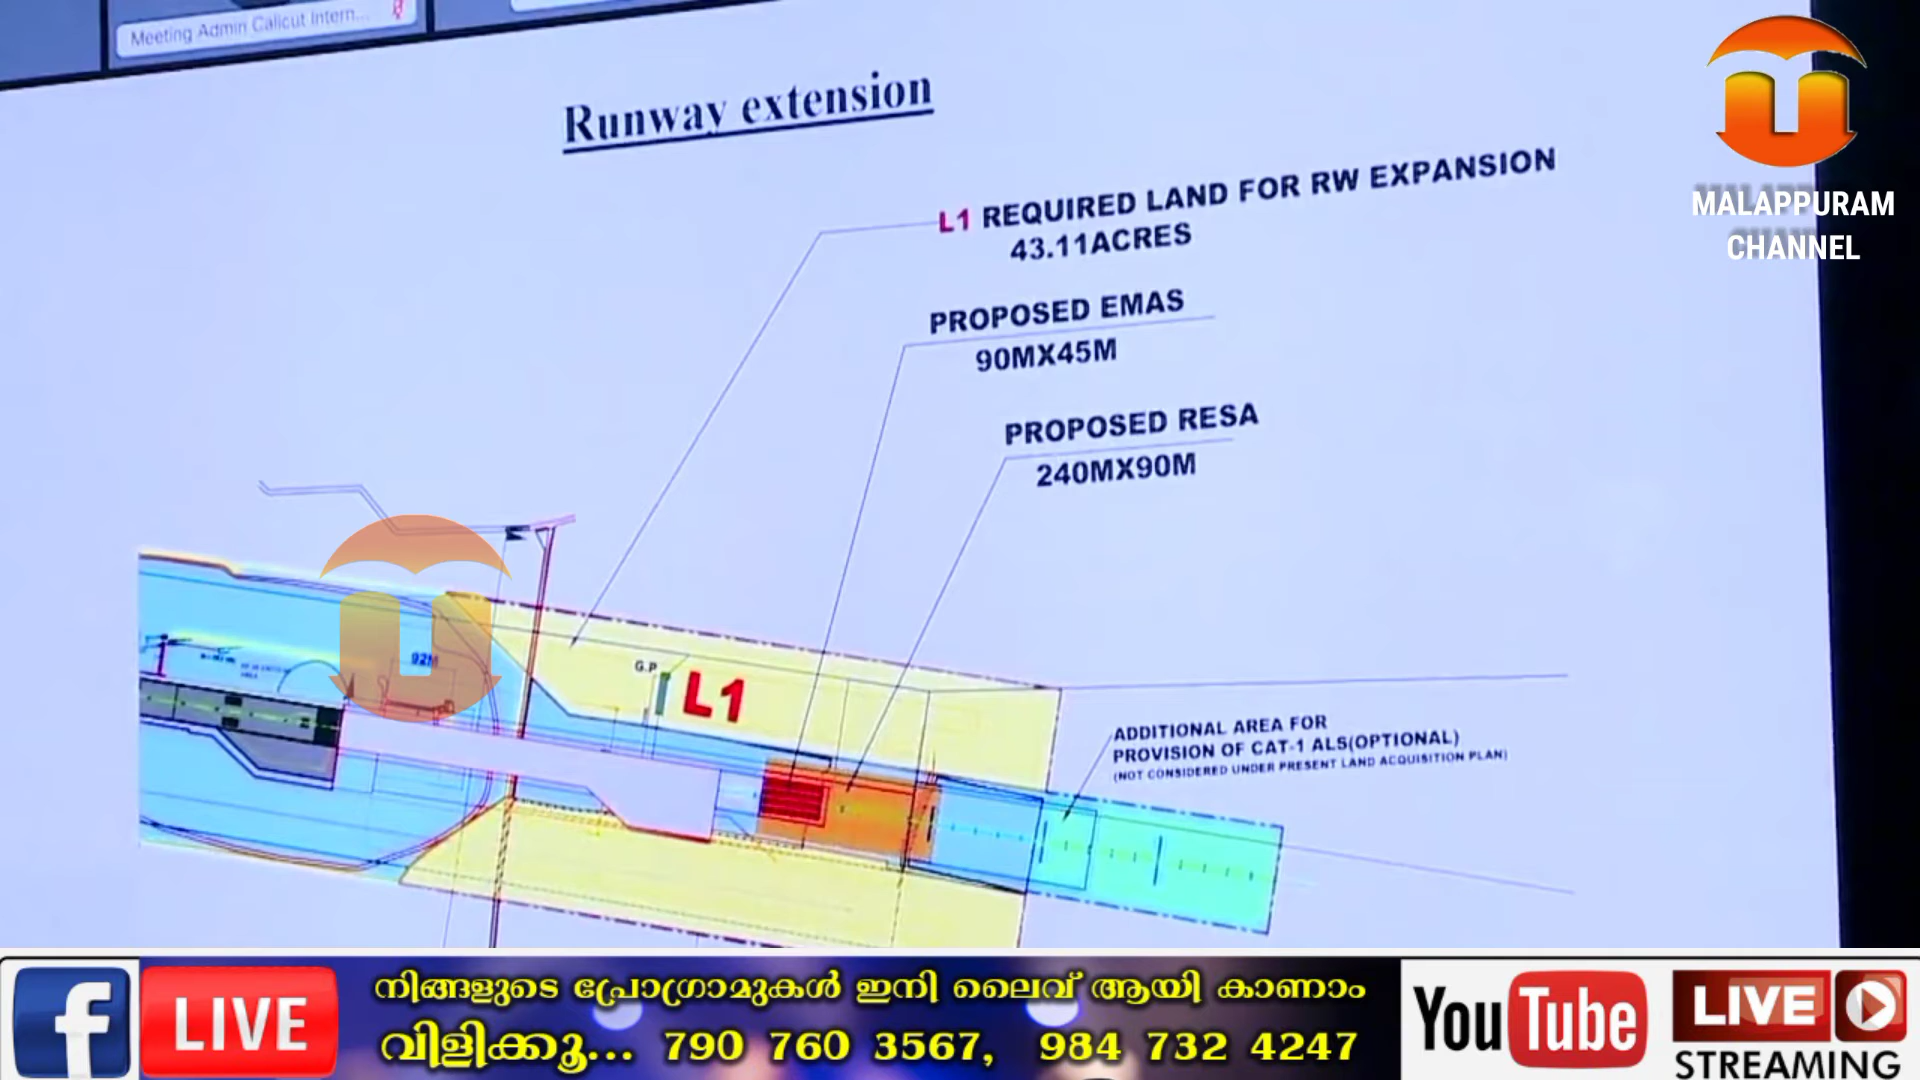 Meeting Admin Calicut Intern...
Runway extension
L1 REQUIRED LAND FOR RW EXPANSION
43.11ACRES
PROPOSED EMAS
90MX45M
PROPOSED RESA
240MX90M
MALAPPURAM
CHANNEL
92M
G.P
L1
ADDITIONAL AREA FOR
PROVISION OF CAT-1 ALS(OPTIONAL)
(NOT CONSIDERED UNDER PRESENT LAND ACQUISITION PLAN)
f LIVE
നിങ്ങളുടെ പ്രോഗ്രാമുകൾ ഇനി ലൈവ് ആയി കാണാം
വിളിക്കൂ... 790 760 3567, 984 732 4247
YouTube
LIVE
STREAMING